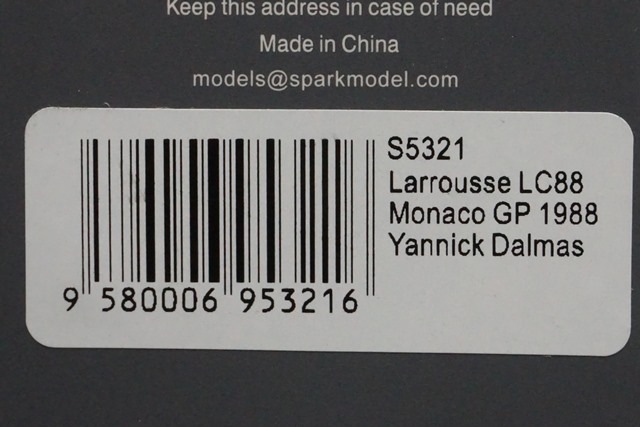 Keep this address in case of need
Made in China
models@sparkmodel.com
S5321
Larrousse LC88
Monaco GP 1988
Yannick Dalmas
9 580006 953216